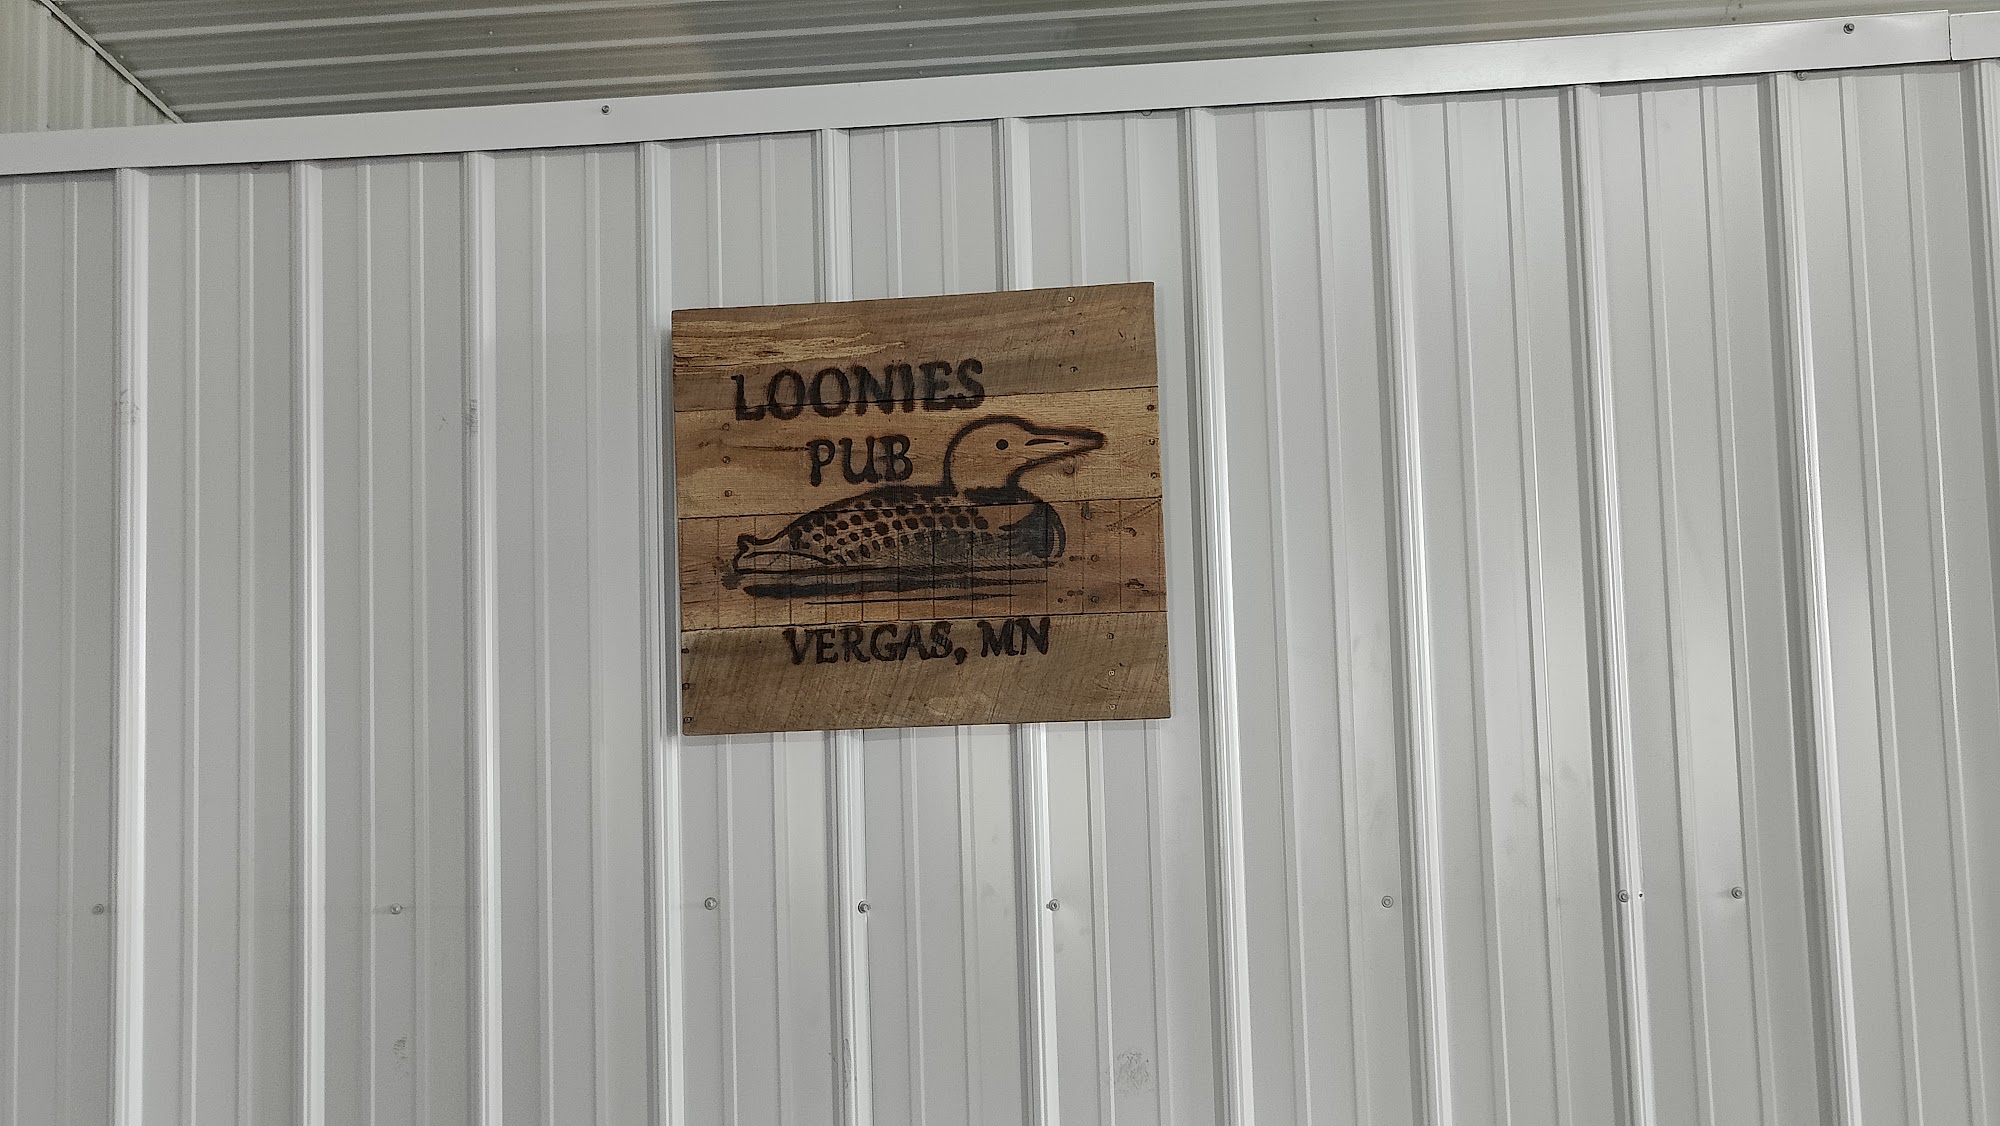 LOONIES
PUB
VERGAS, MN